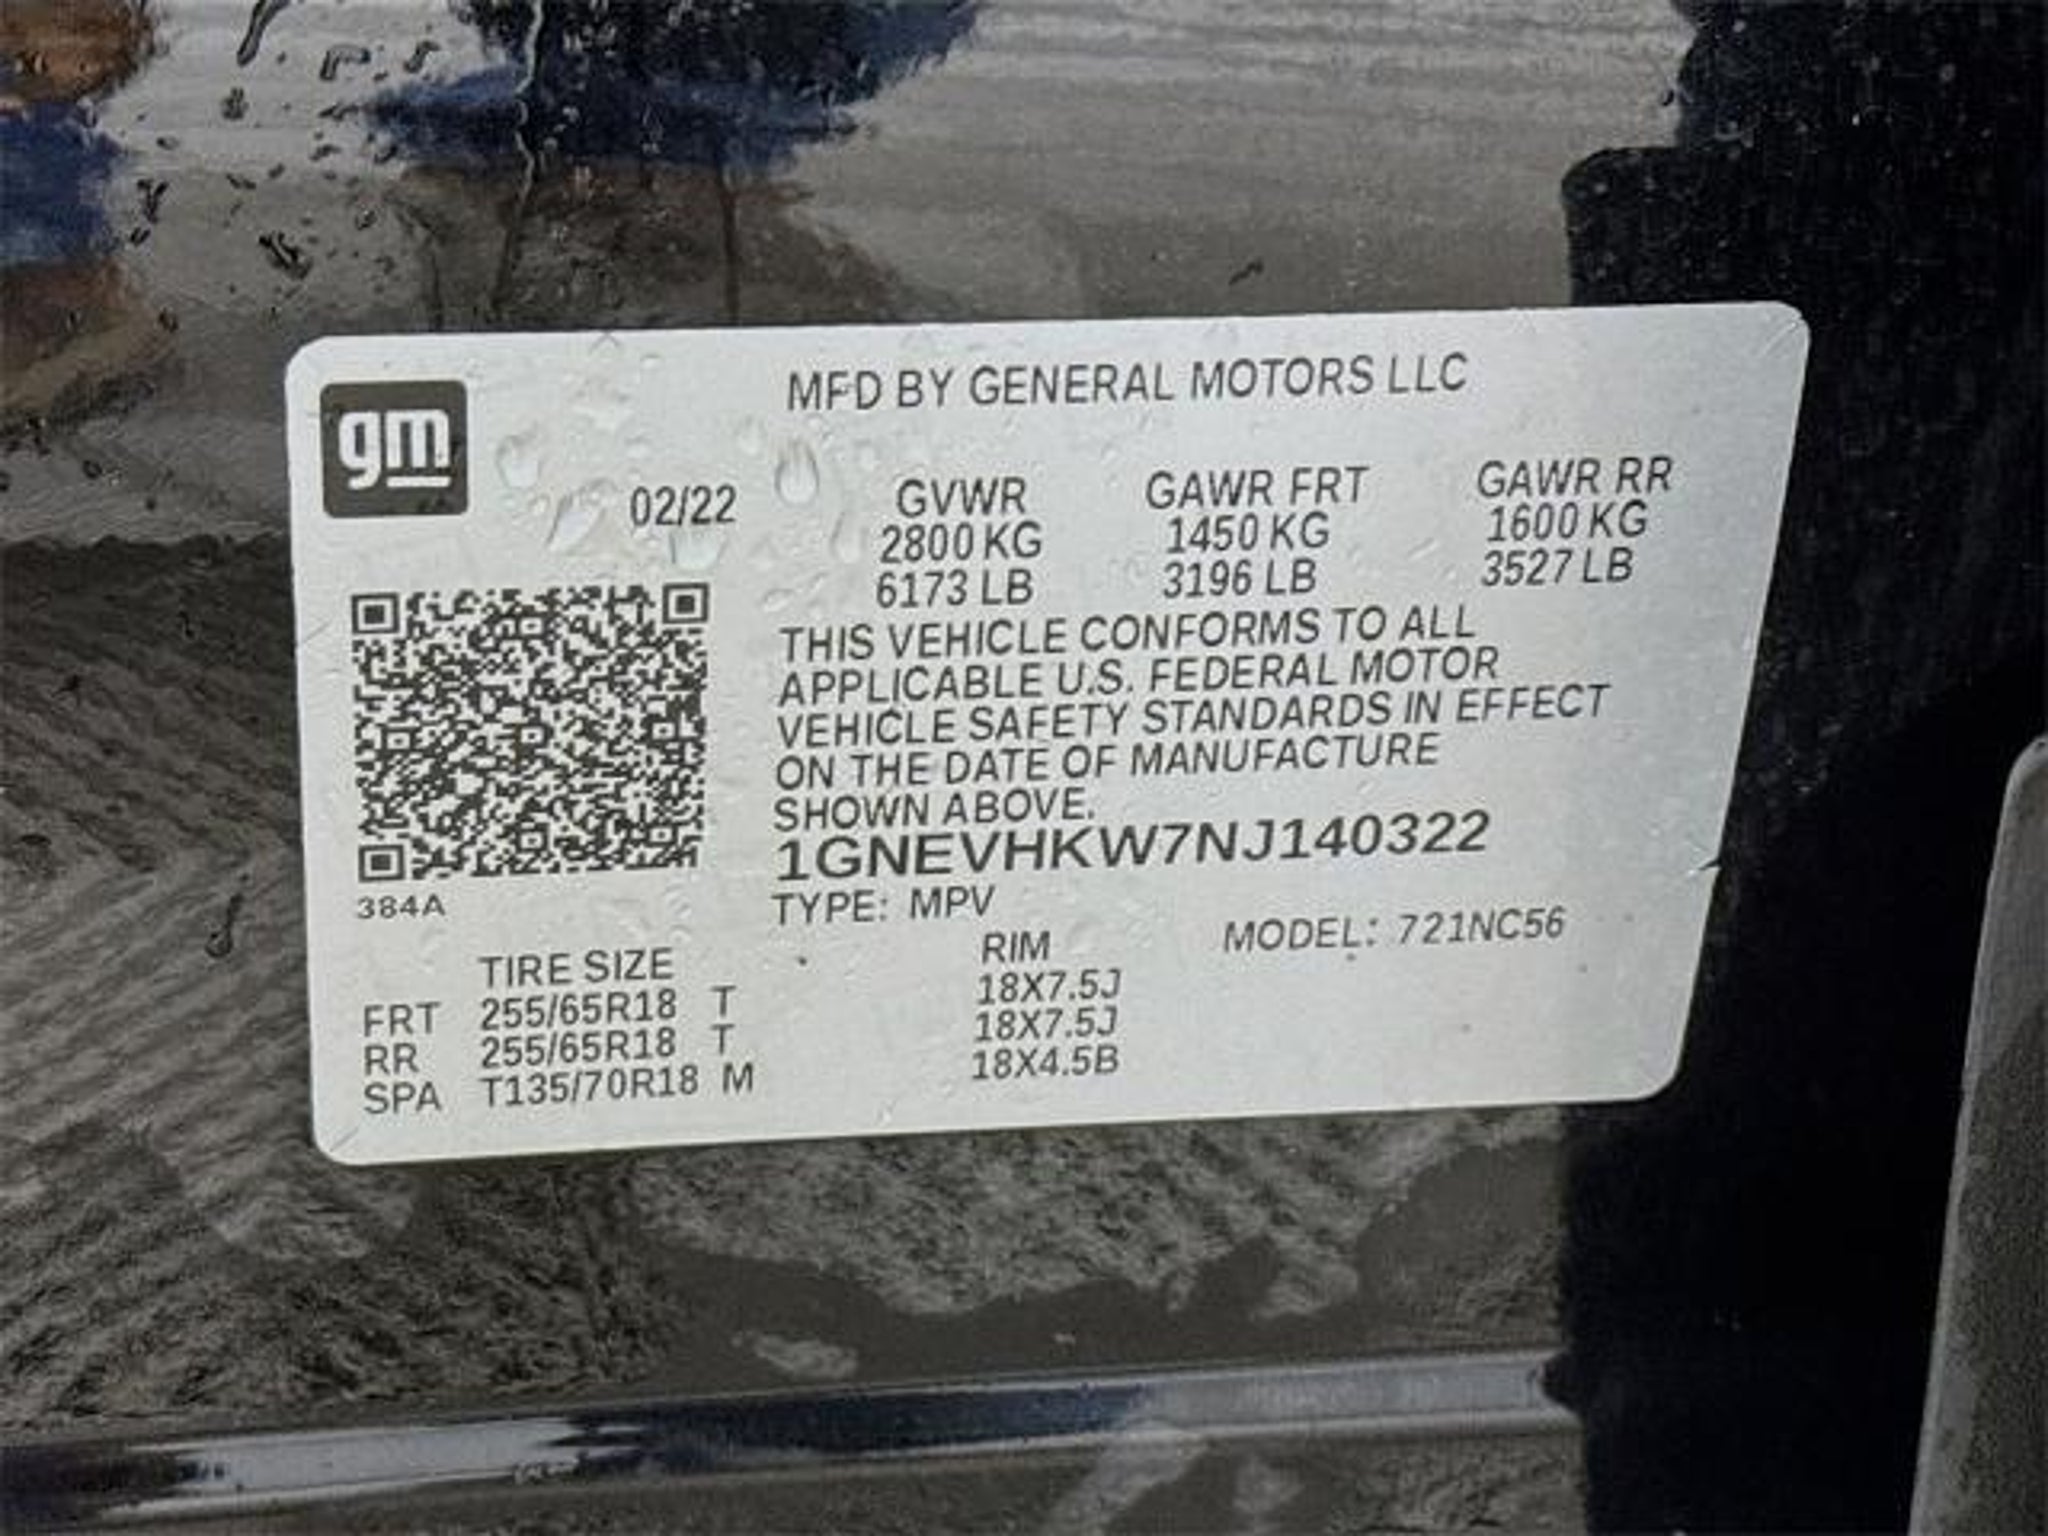 gm
MFD BY GENERAL MOTORS LLC
02/22
GVWR GAWR FRT GAWR RR
2800 KG 1450 KG 1600 KG
6173 LB 3196 LB 3527 LB
THIS VEHICLE CONFORMS TO ALL
APPLICABLE U.S. FEDERAL MOTOR
VEHICLE SAFETY STANDARDS IN EFFECT
ON THE DATE OF MANUFACTURE
SHOWN ABOVE.
1GNEVHKW7NJ140322
384A
TYPE: MPV MODEL: 721NC56
TIRE SIZE RIM
FRT 255/65R18 T 18X7.5J
RR 255/65R18 T 18X7.5J
SPA T135/70R18 M 18X4.5B